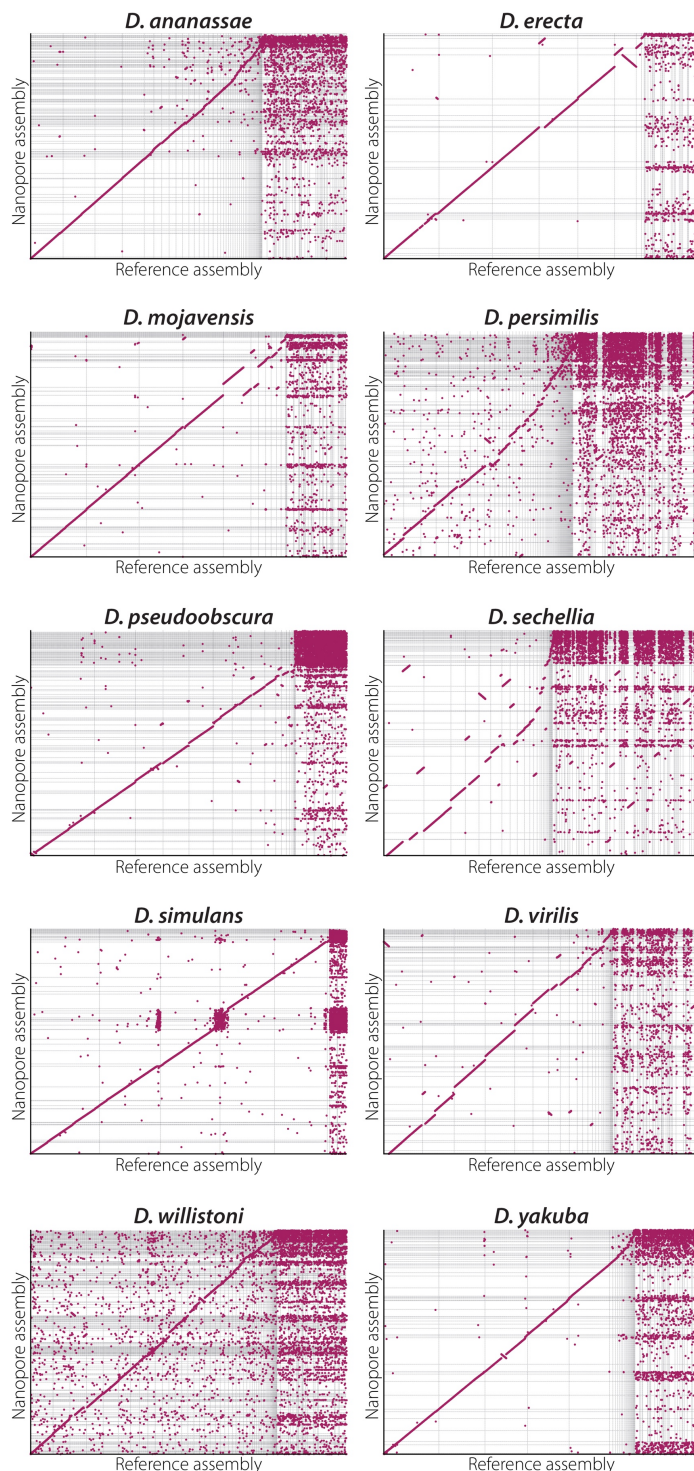 D. ananassae
D. erecta
Nanopore assembly
Reference assembly
Nanopore assembly
Reference assembly
D. mojavensis
D. persimilis
Nanopore assembly
Reference assembly
Nanopore assembly
Reference assembly
D. pseudoobscura
D. sechellia
Nanopore assembly
Reference assembly
Nanopore assembly
Reference assembly
D. simulans
D. virilis
Nanopore assembly
Reference assembly
Nanopore assembly
Reference assembly
D. willistoni
D. yakuba
Nanopore assembly
Reference assembly
Nanopore assembly
Reference assembly